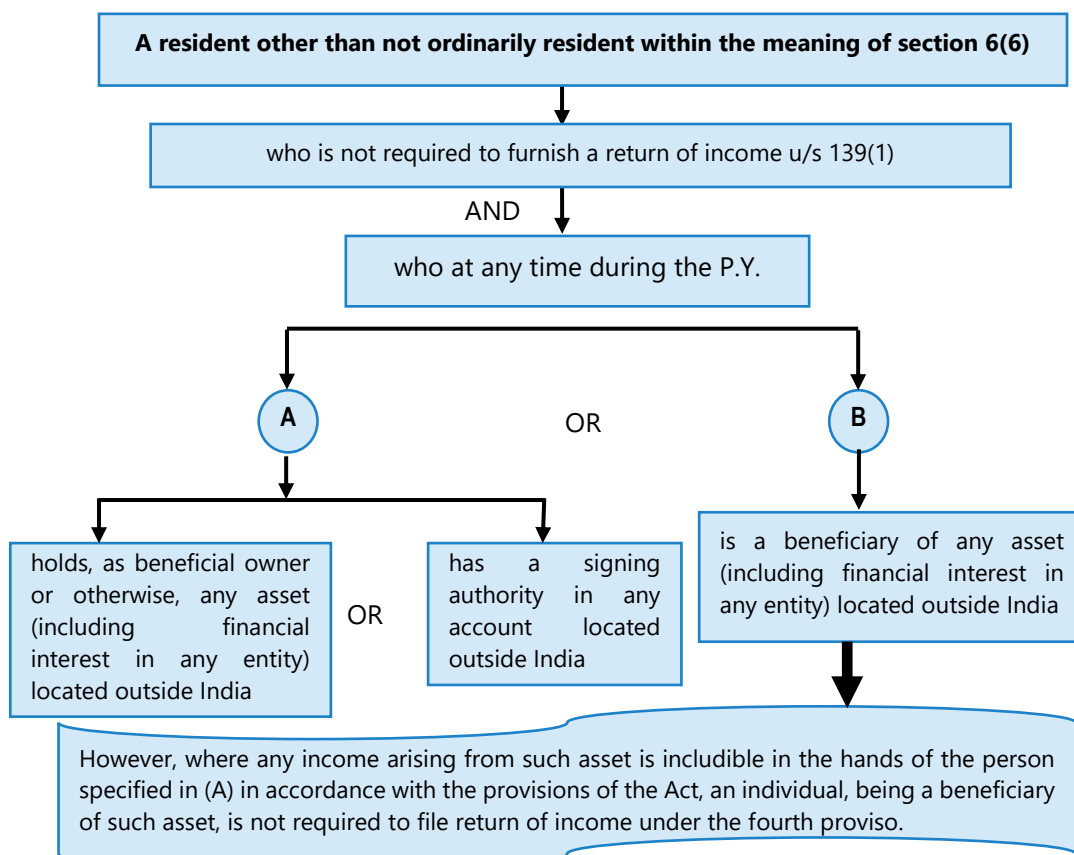 A resident other than not ordinarily resident within the meaning of section 6(6)
who is not required to furnish a return of income u/s 139(1)
AND
who at any time during the P.Y.
A
OR
B
holds, as beneficial owner
or otherwise, any asset
(including financial
interest in any entity)
located outside India
OR
has a signing
authority in any
account located
outside India
is a beneficiary of any asset
(including financial interest in
any entity) located outside India
However, where any income arising from such asset is includible in the hands of the person
specified in (A) in accordance with the provisions of the Act, an individual, being a beneficiary
of such asset, is not required to file return of income under the fourth proviso.